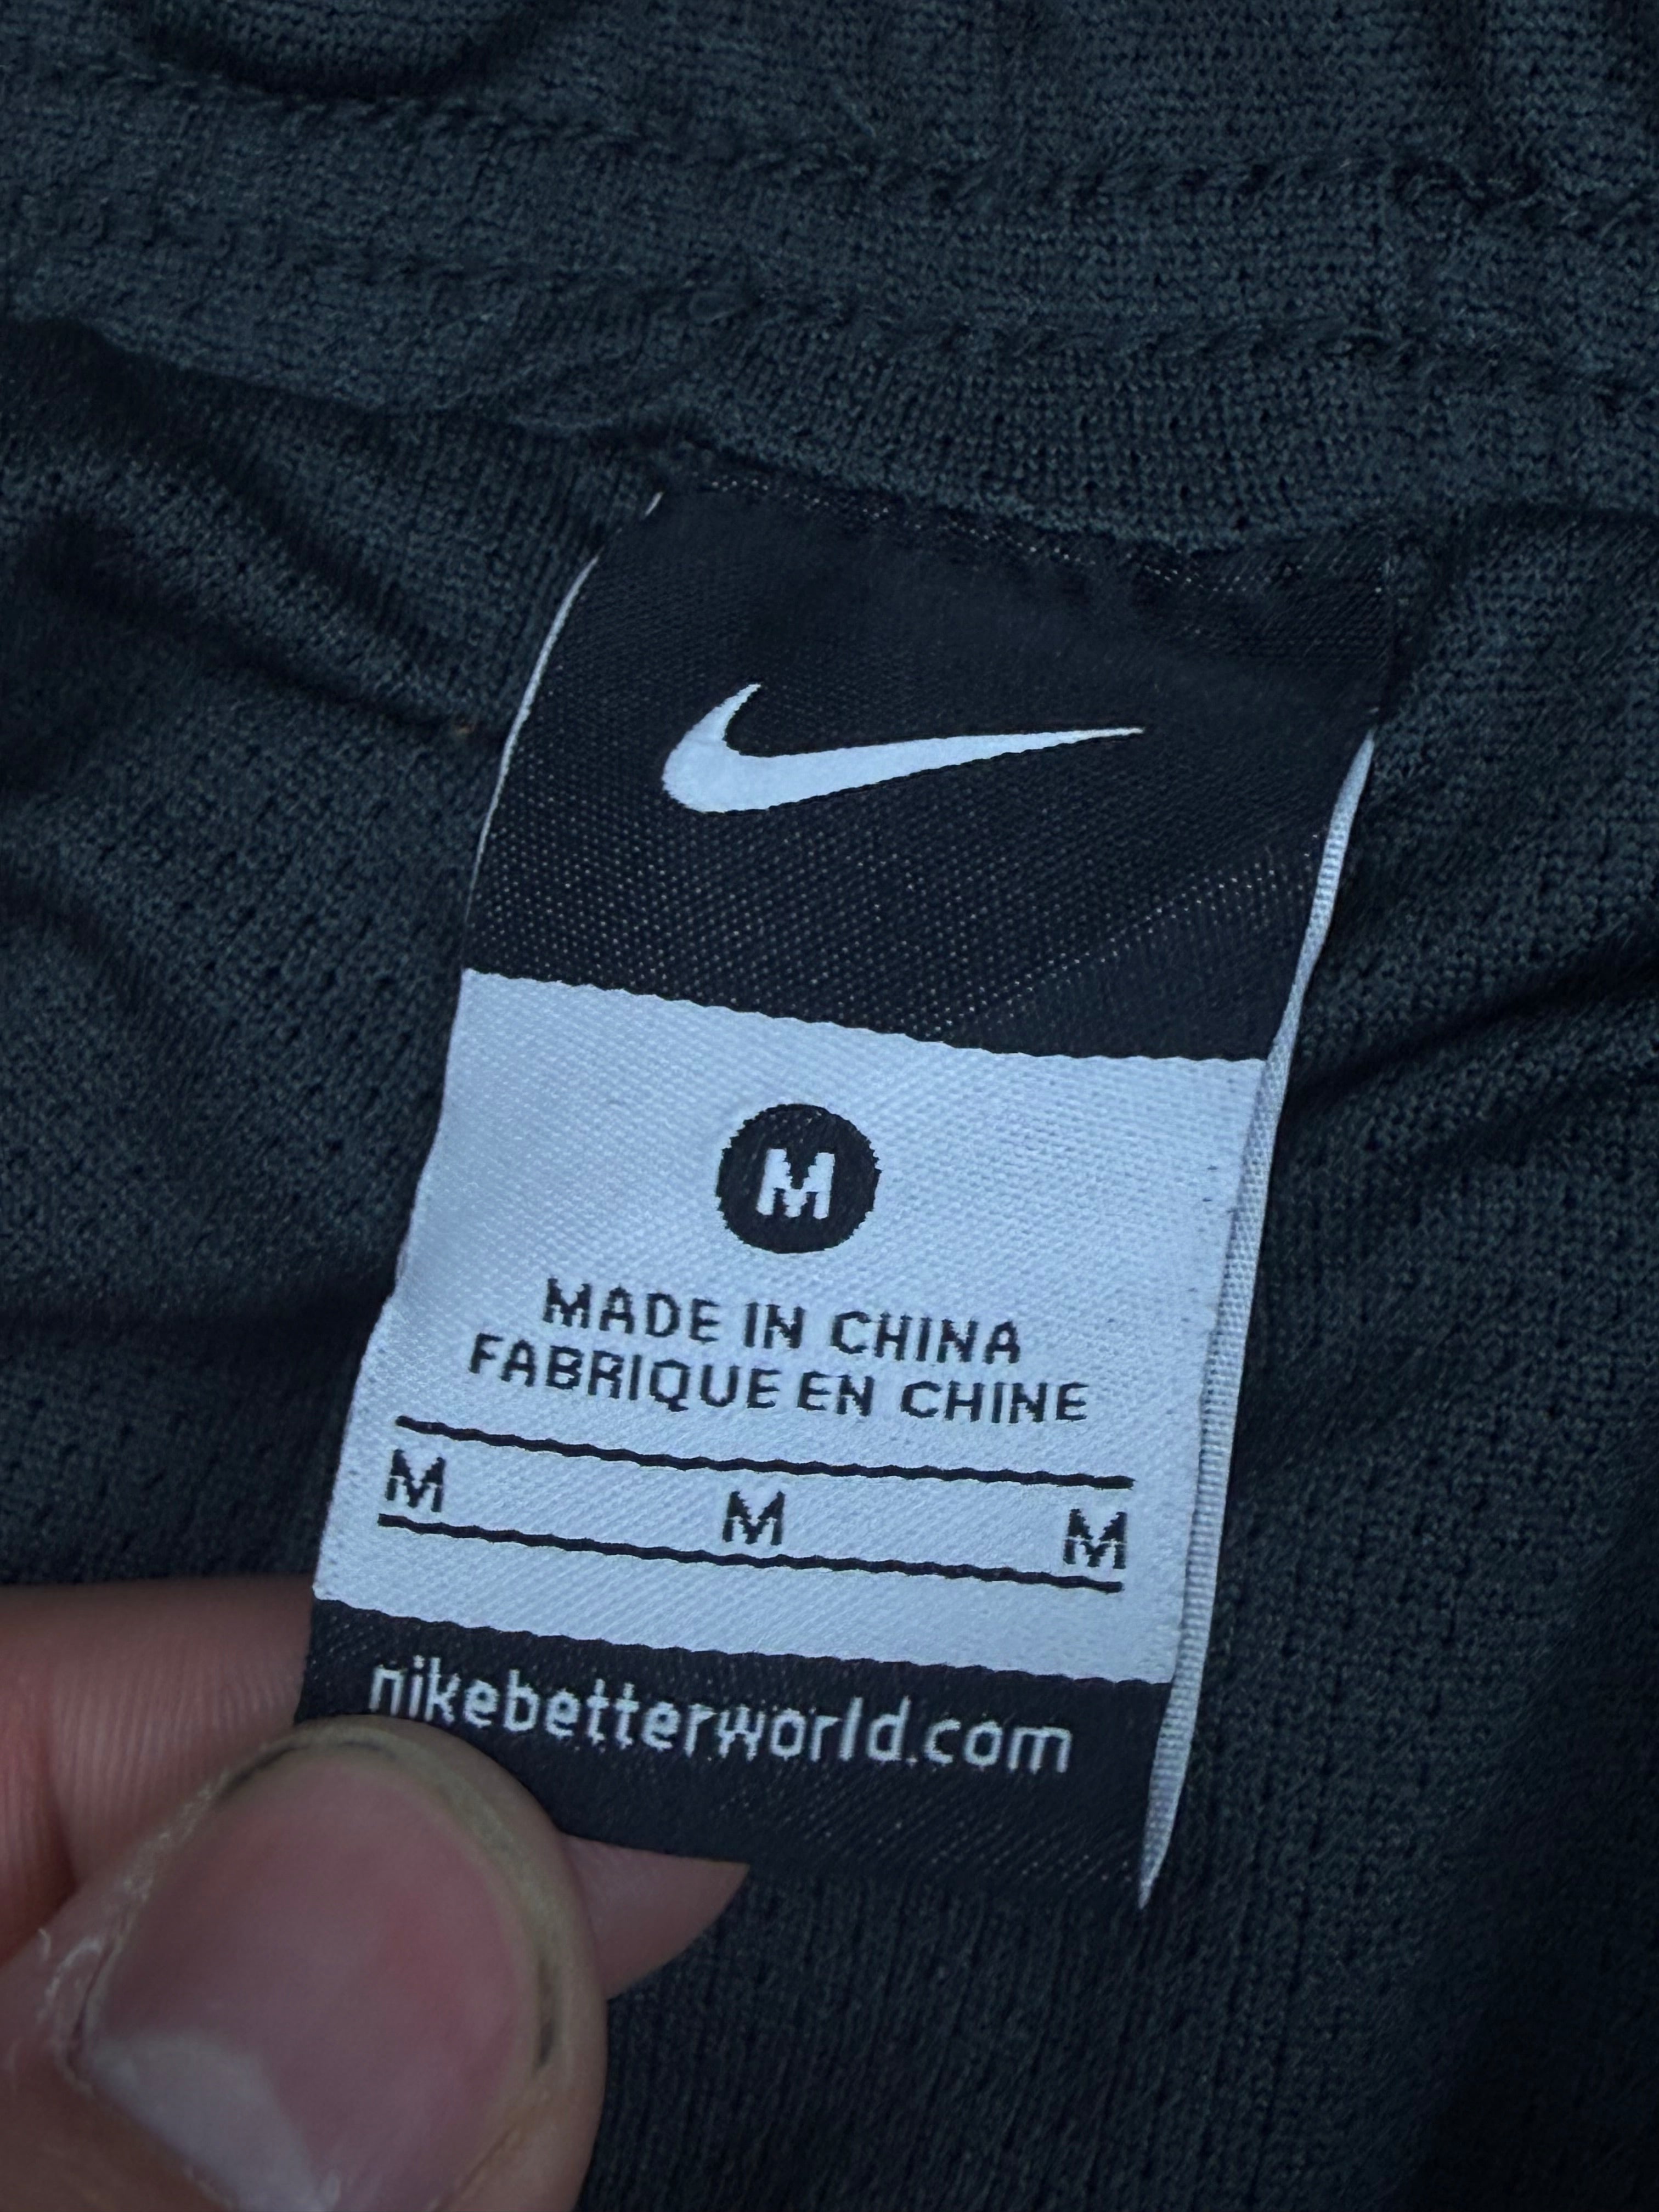 M
MADE IN CHINA
FABRIQUE EN CHINE
M M M
nikebetterworld.com